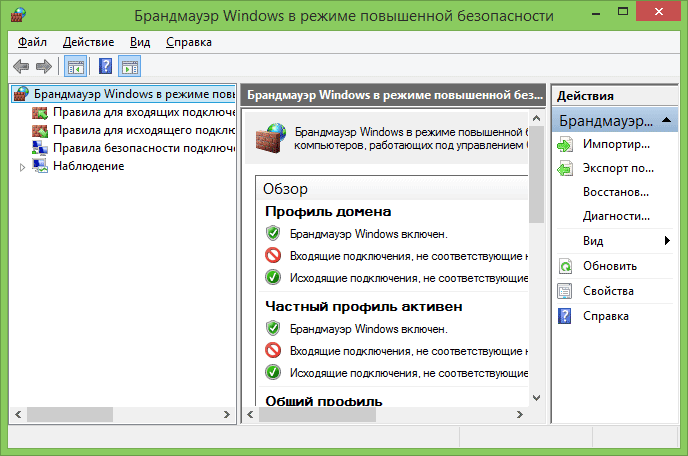 Брандмауэр Windows в режиме повышенной безопасности
Файл Действие Вид Справка
Брандмауэр Windows в режиме повы
Правила для входящих подключе
Правила для исходящего подклю
Правила безопасности подключе
Наблюдение
Брандмауэр Windows в режиме повышенной без...
Брандмауэр Windows в режиме повышенной
компьютеров, работающих под управлением
Обзор
Профиль домена
Брандмауэр Windows включен.
Входящие подключения, не соответствующие
Исходящие подключения, не соответствующие
Частный профиль активен
Брандмауэр Windows включен.
Входящие подключения, не соответствующие
Исходящие подключения, не соответствующие
Общий профиль
Действия
Брандмауэр...
Импортир...
Экспорт по...
Восстанов...
Диагности...
Вид
Обновить
Свойства
Справка